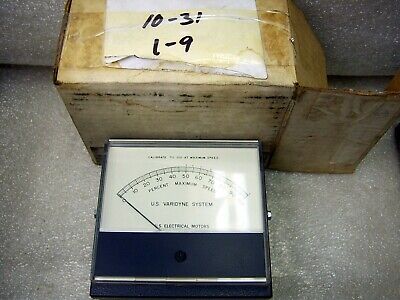 10-31
1-9
CALIBRATE TO 100 AT MAXIMUM SPEED
0 10 20 30 40 50 60 70
PERCENT MAXIMUM SPEED
U.S. VARIDYNE SYSTEM
U.S. ELECTRICAL MOTORS